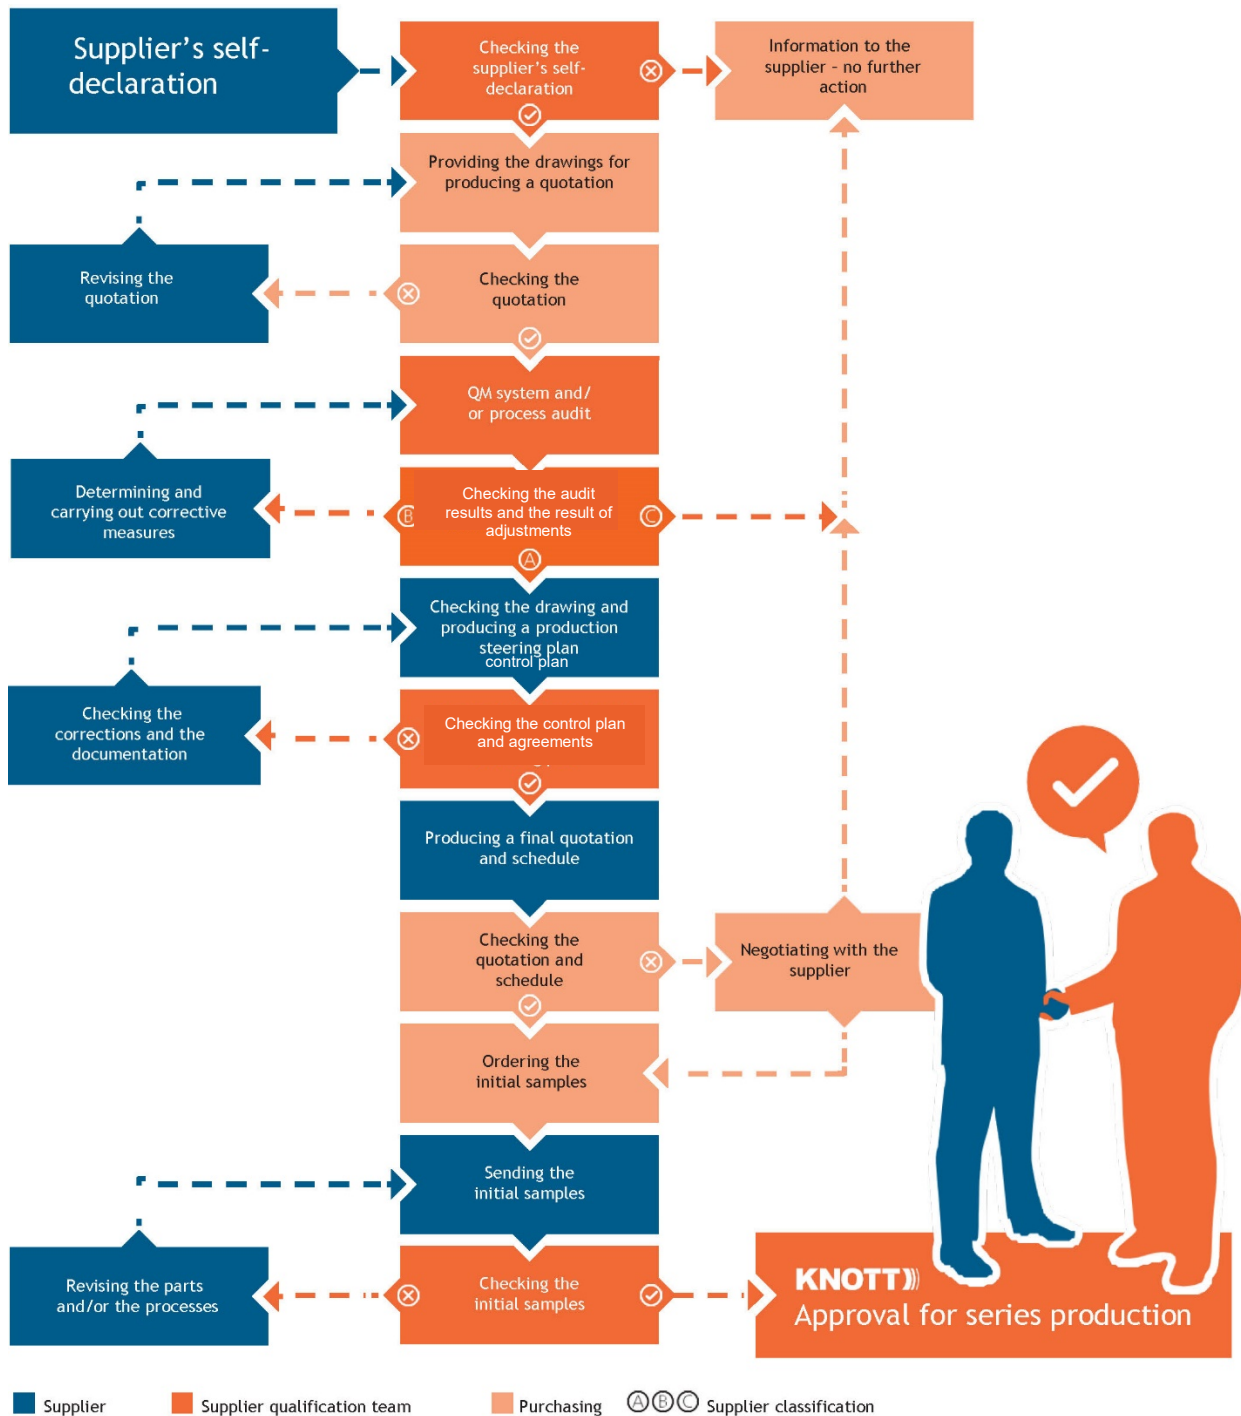 Supplier’s self-
declaration
Checking the
supplier’s self-
declaration
Information to the
supplier – no further
action
Providing the drawings for
producing a quotation
Revising the
quotation
Checking the
quotation
QM system and/
or process audit
Determining and
carrying out corrective
measures
B
Checking the audit
results and the result of
adjustments
C
A
Checking the drawing and
producing a production
steering plan
control plan
Checking the
corrections and the
documentation
Checking the control plan
and agreements
Producing a final quotation
and schedule
Checking the
quotation and
schedule
Negotiating with the
supplier
Ordering the
initial samples
Sending the
initial samples
Revising the parts
and/or the processes
Checking the
initial samples
KNOTT
Approval for series production
Supplier
Supplier qualification team
Purchasing
A B C Supplier classification